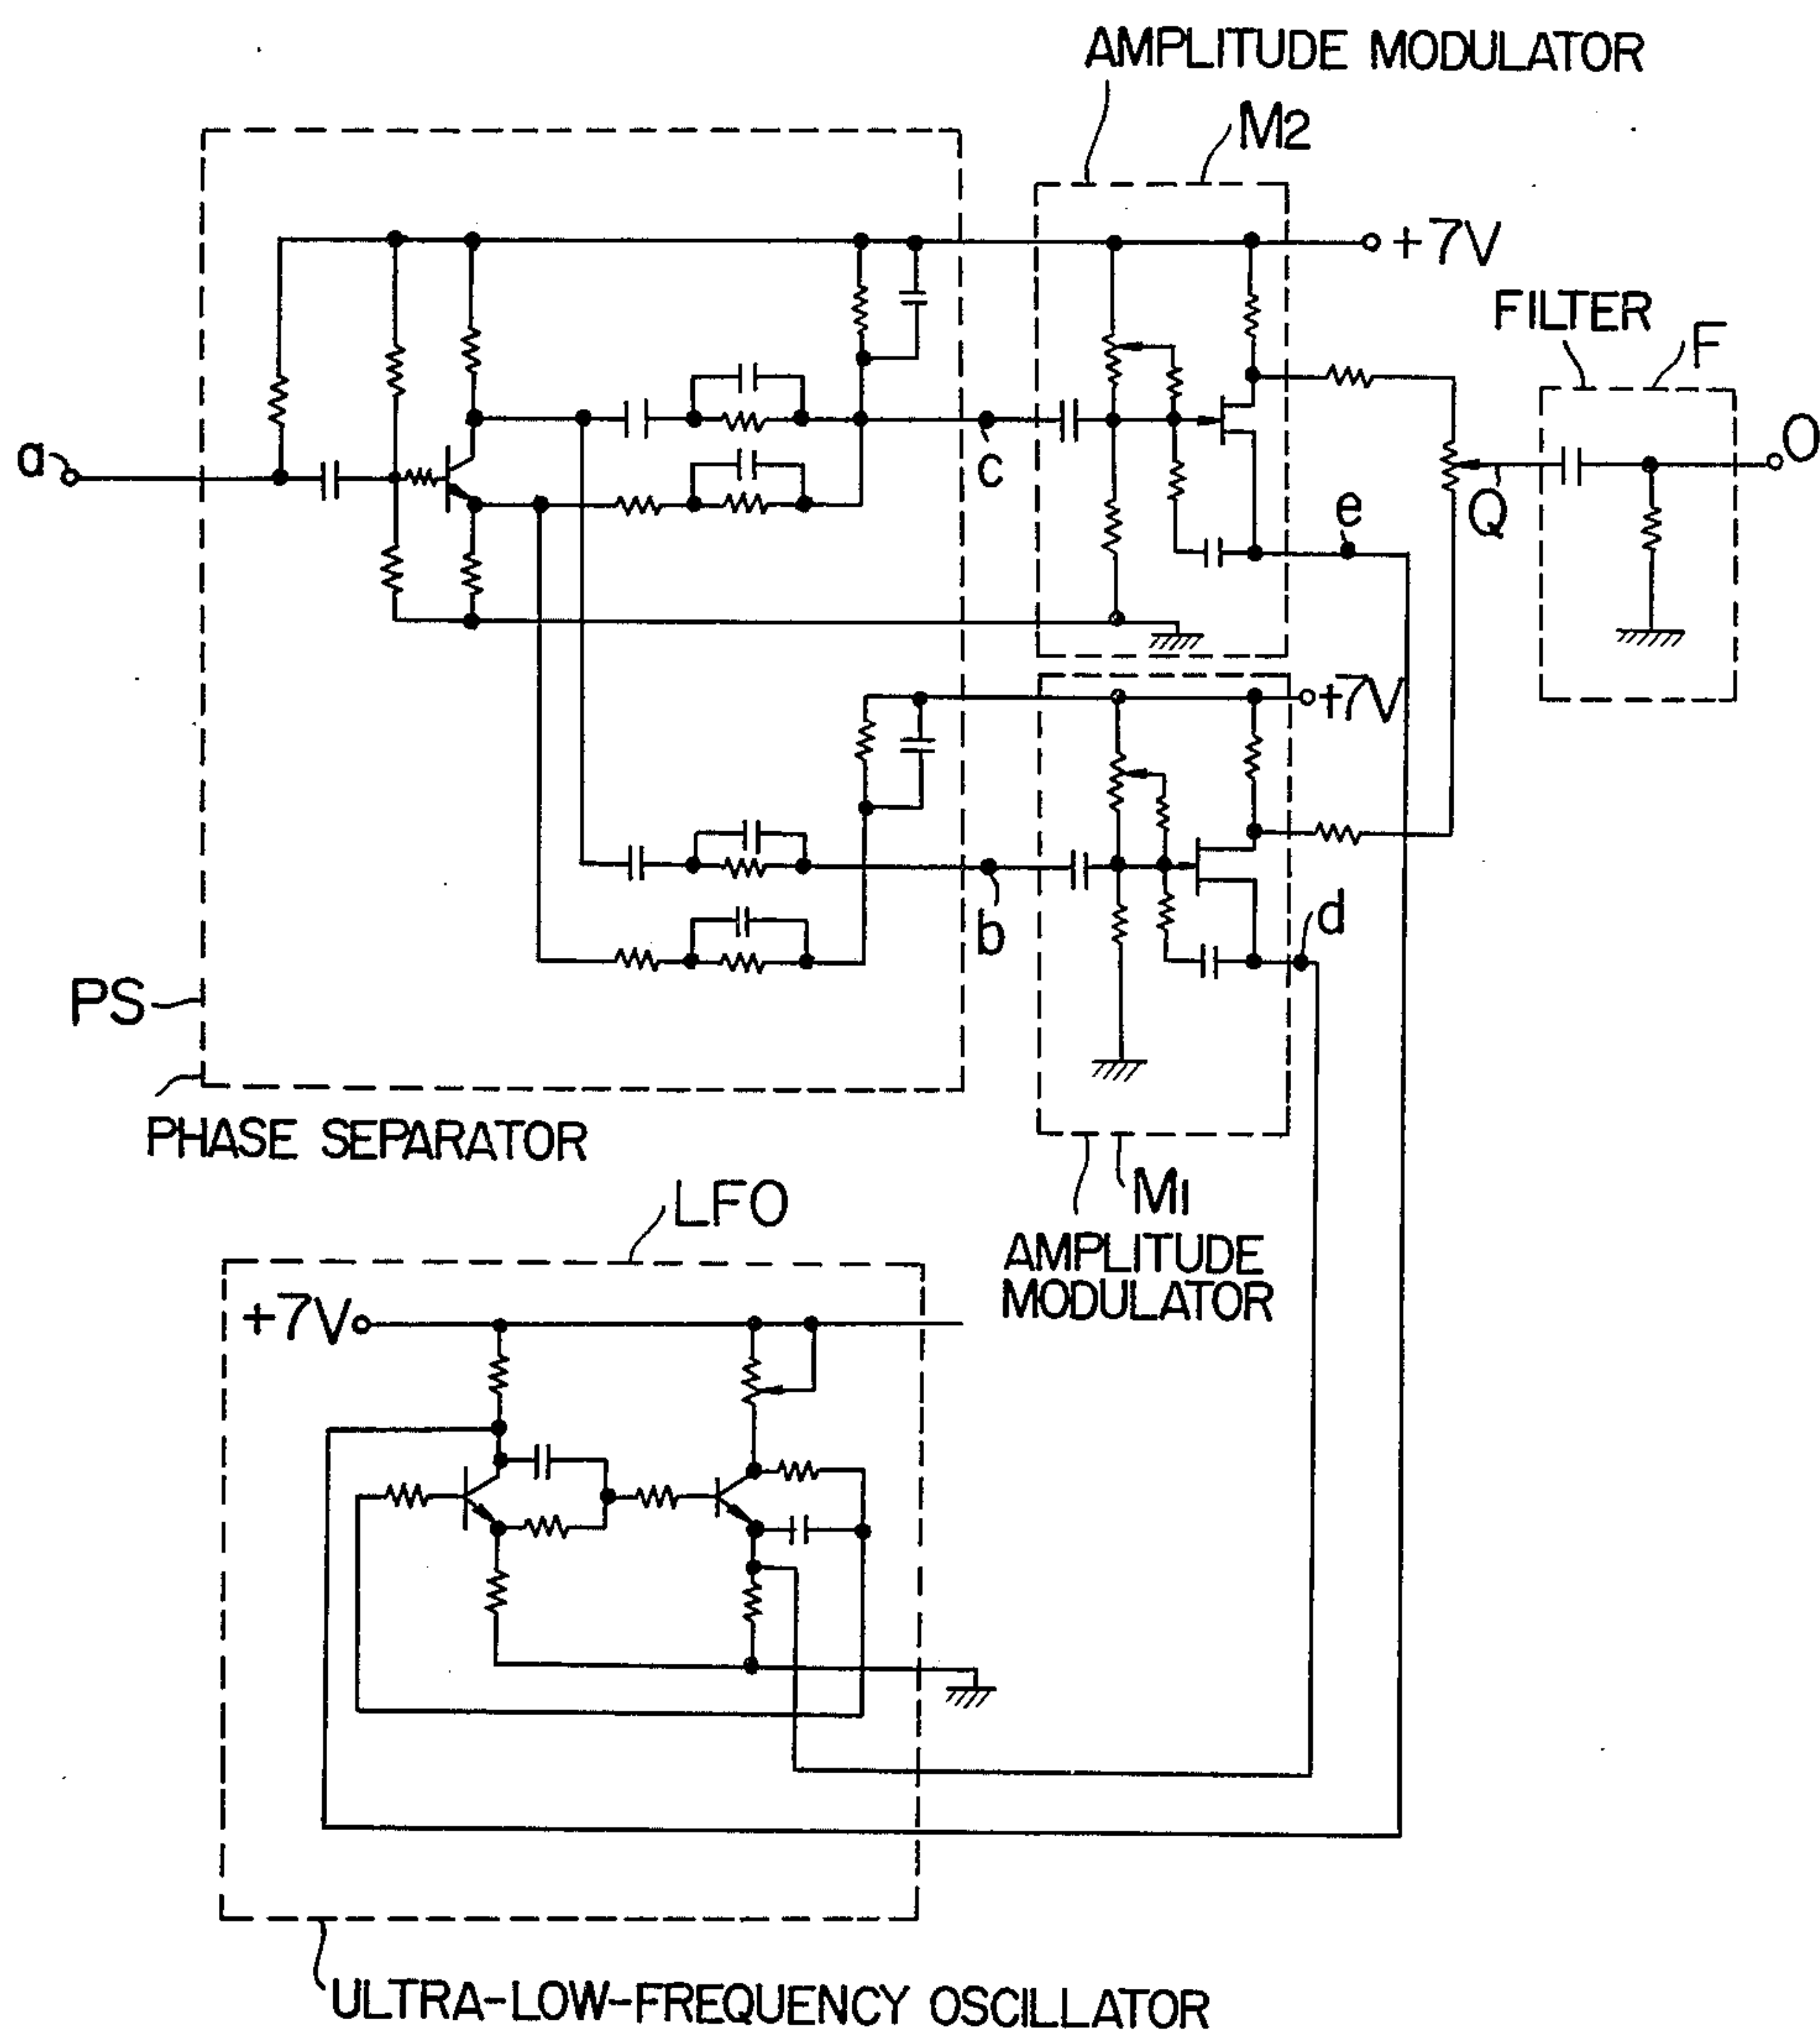 AMPLITUDE MODULATOR
M2
+7V
FILTER
F
a
c
Q
O
e
+7V
b
d
PS
PHASE SEPARATOR
M1
LFO
AMPLITUDE
MODULATOR
+7V
ULTRA-LOW-FREQUENCY OSCILLATOR